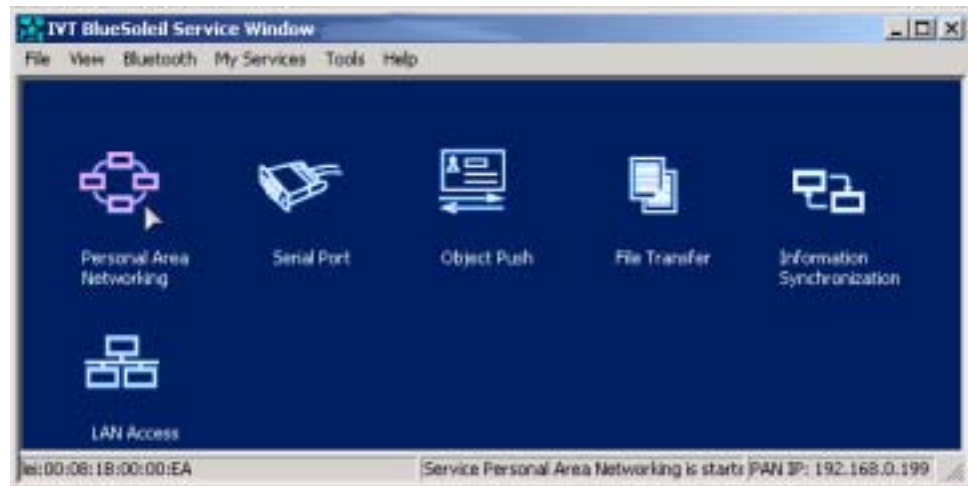 IVT BlueSoleil Service Window
File View Bluetooth My Services Tools Help
Personal Area
Networking
Serial Port
Object Push
File Transfer
Information
Synchronization
LAN Access
lei:00:08:18:00:00:EA
Service Personal Area Networking is starte
PAN IP: 192.168.0.199